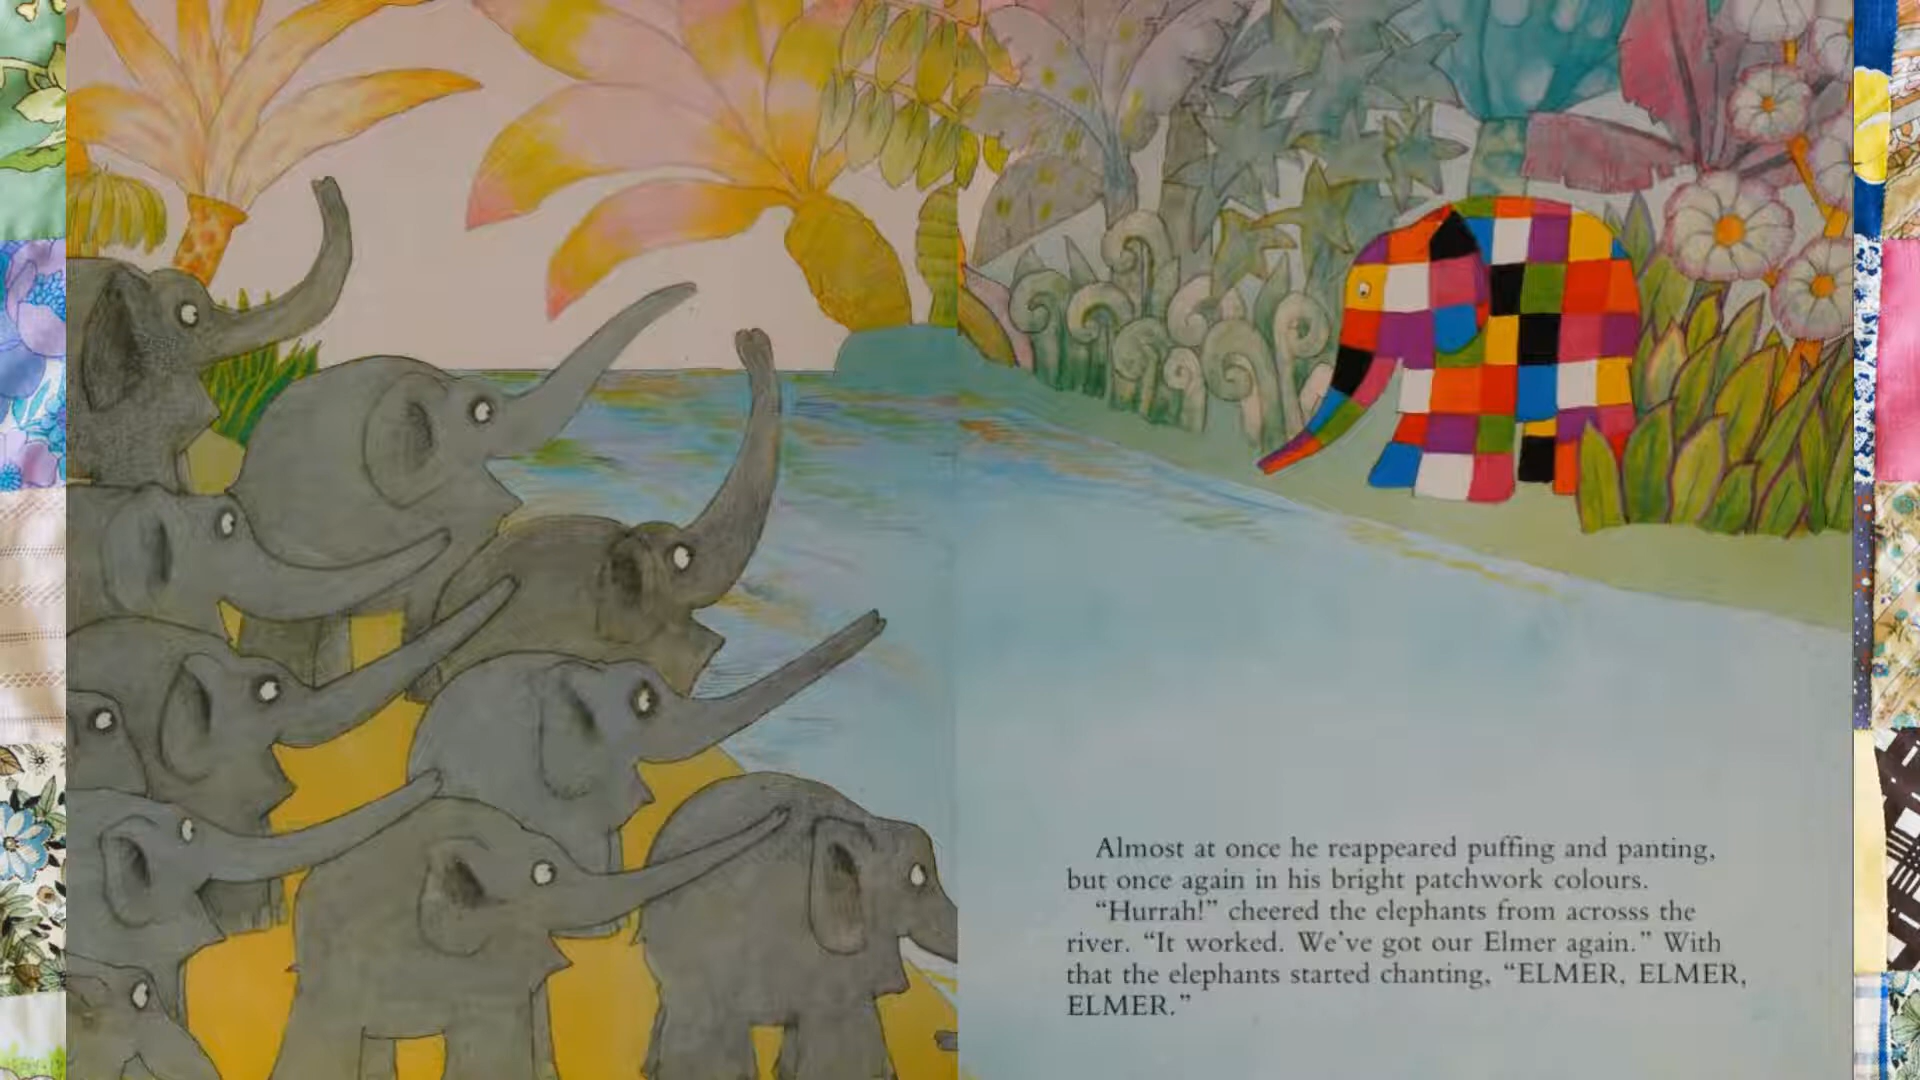 Almost at once he reappeared puffing and panting,
but once again in his bright patchwork colours.
“Hurrah!” cheered the elephants from acrosss the
river. “It worked. We’ve got our Elmer again.” With
that the elephants started chanting, “ELMER, ELMER,
ELMER.”